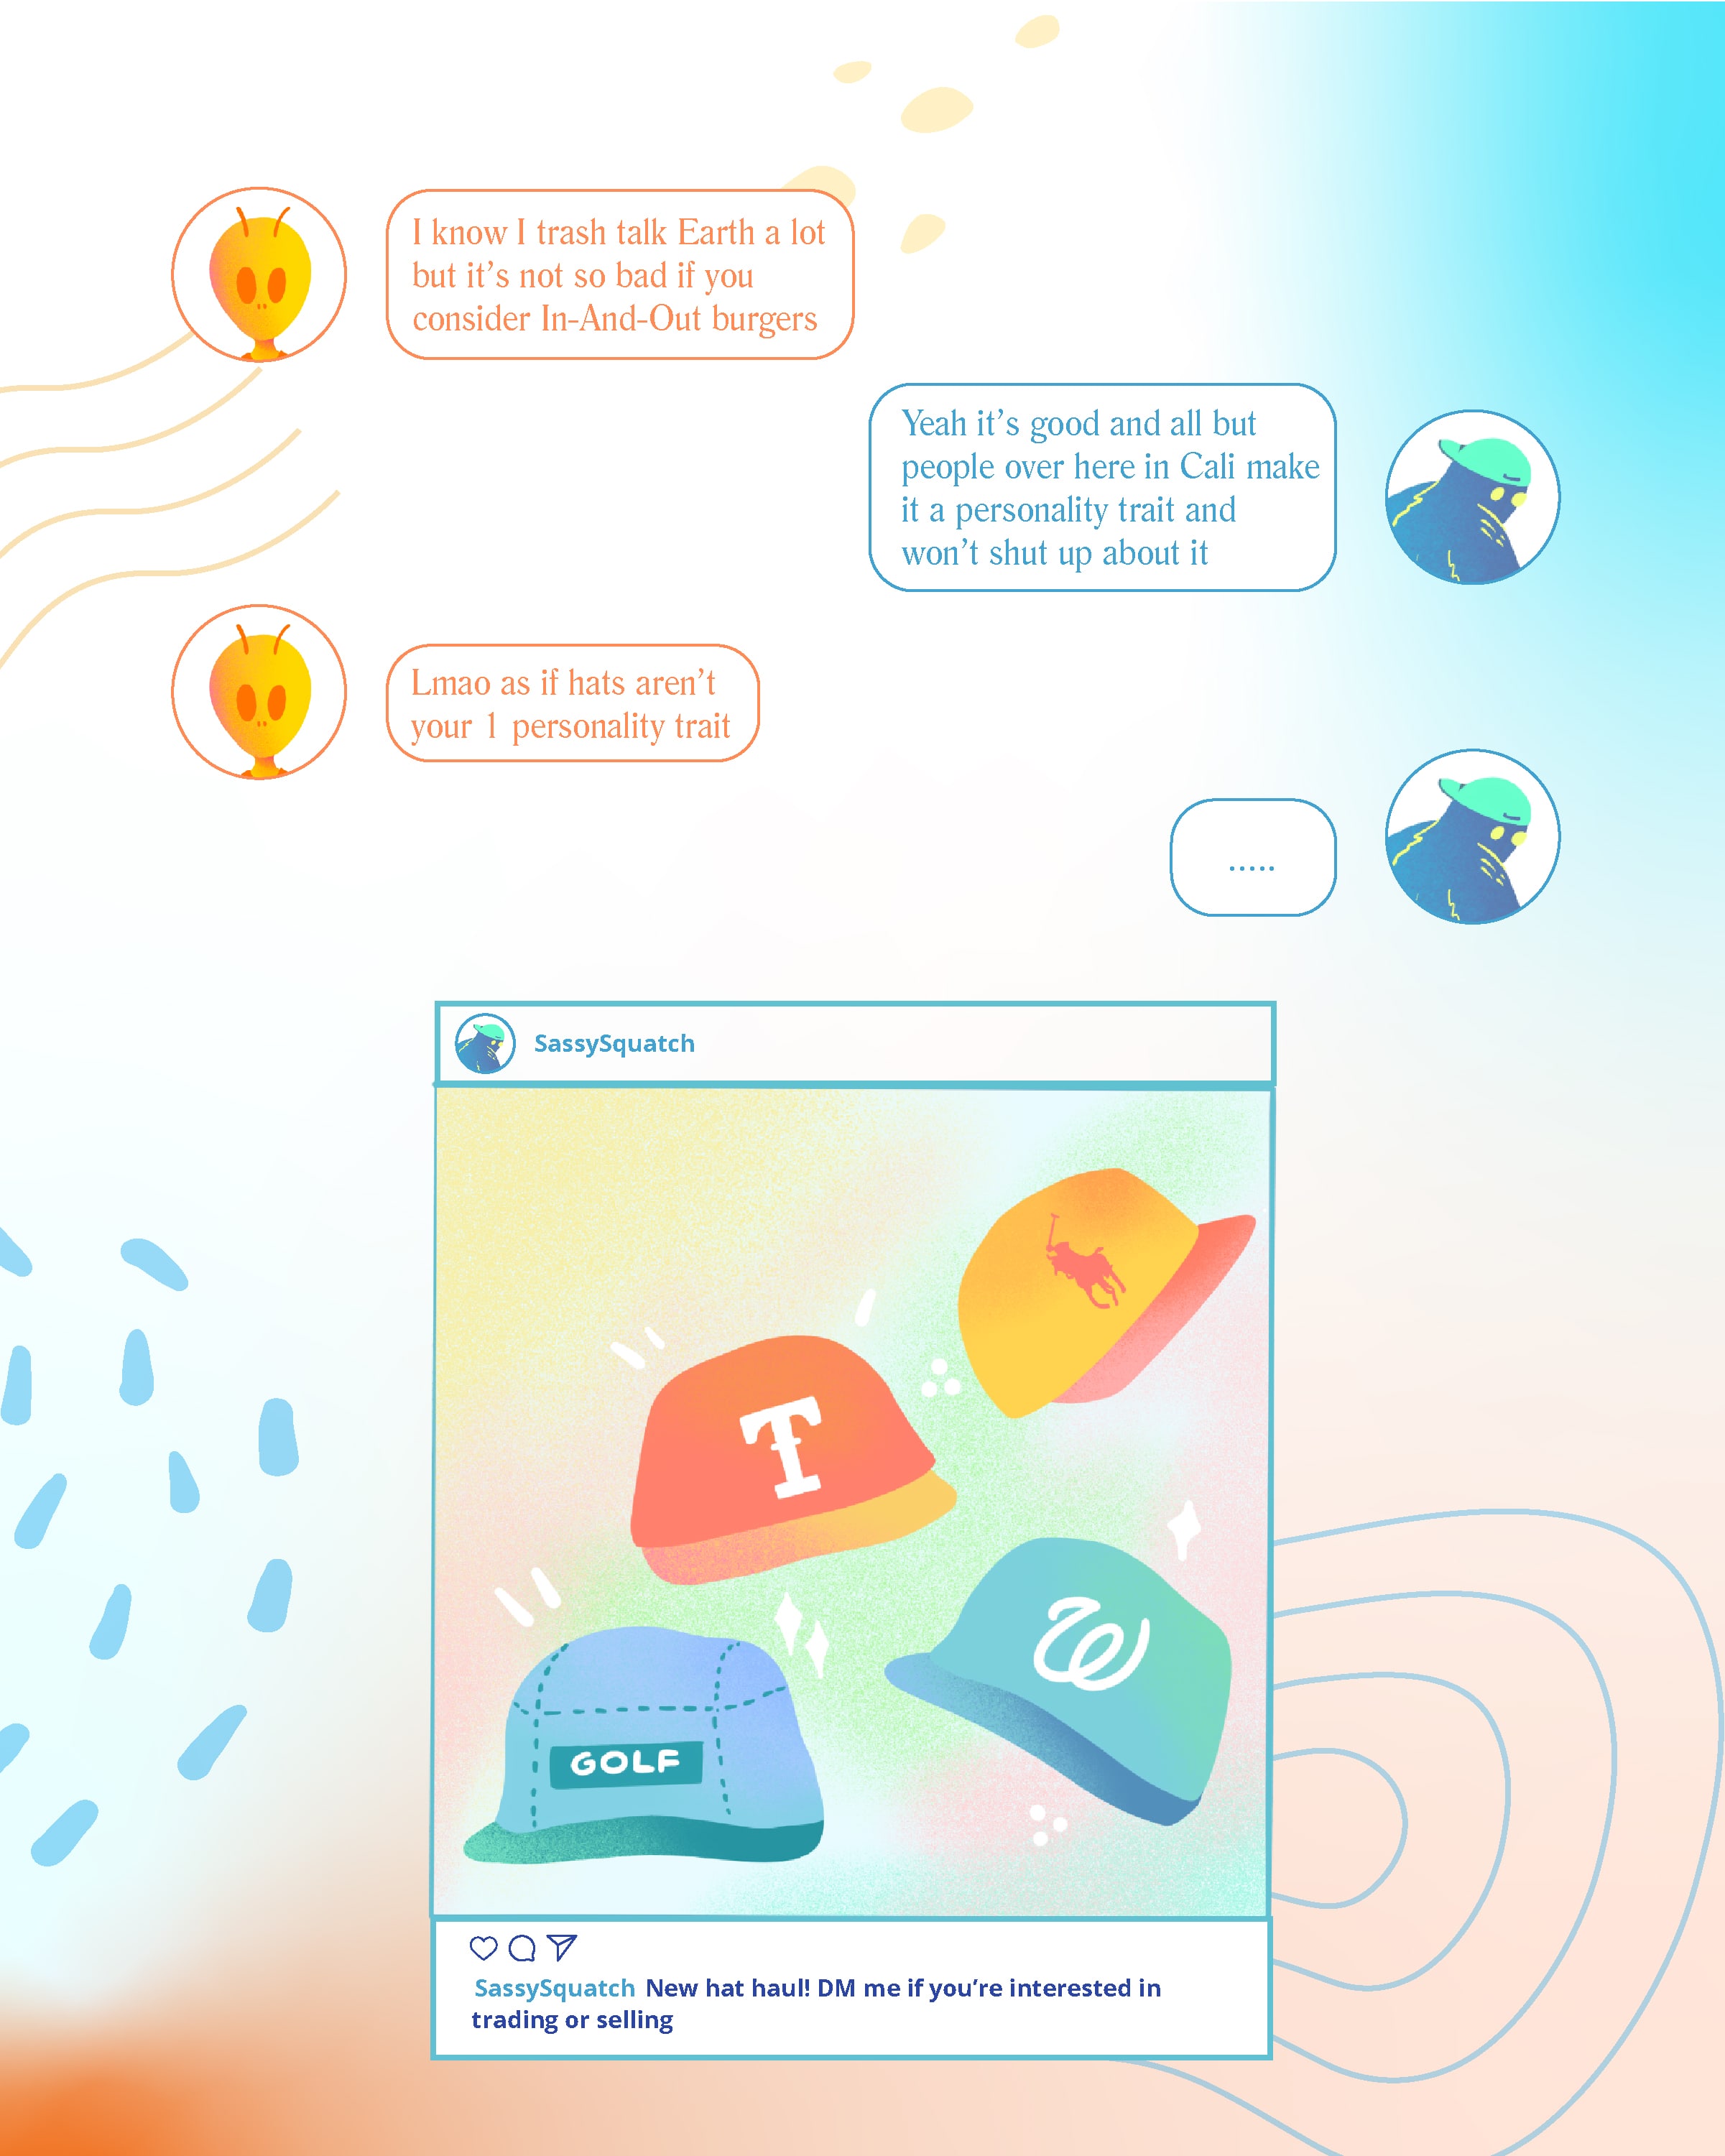 I know I trash talk Earth a lot
but it’s not so bad if you
consider In-And-Out burgers
Yeah it’s good and all but
people over here in Cali make
it a personality trait and
won’t shut up about it
Lmao as if hats aren’t
your 1 personality trait
.....
SassySquatch
T
W
GOLF
SassySquatch New hat haul! DM me if you’re interested in
trading or selling